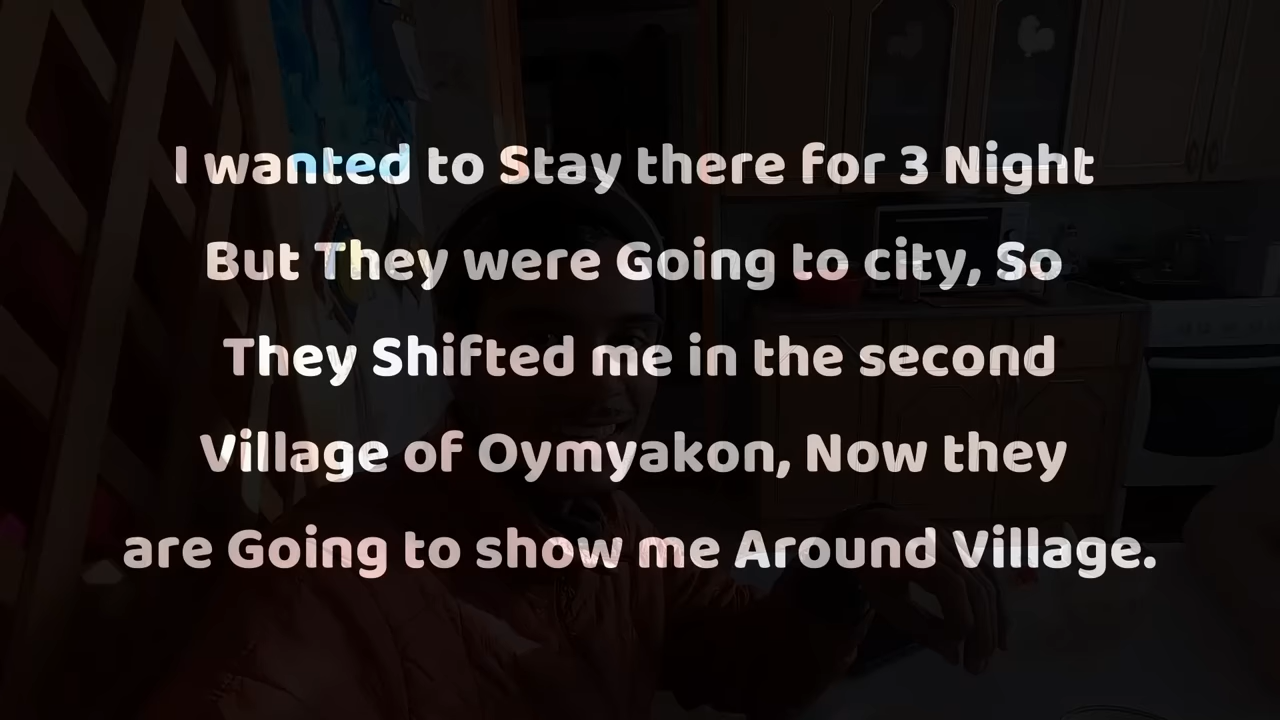 I wanted to Stay there for 3 Night
But They were Going to city, So
They Shifted me in the second
Village of Oymyakon, Now they
are Going to show me Around Village.